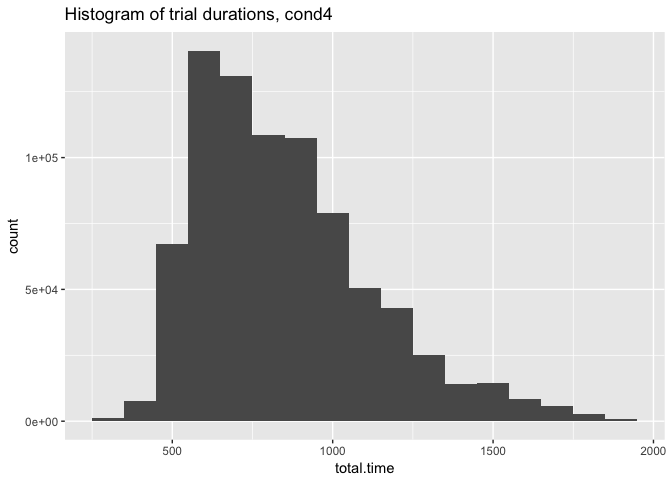 Histogram of trial durations, cond4
count
1e+05
5e+04
0e+00
500
1000
1500
2000
total.time